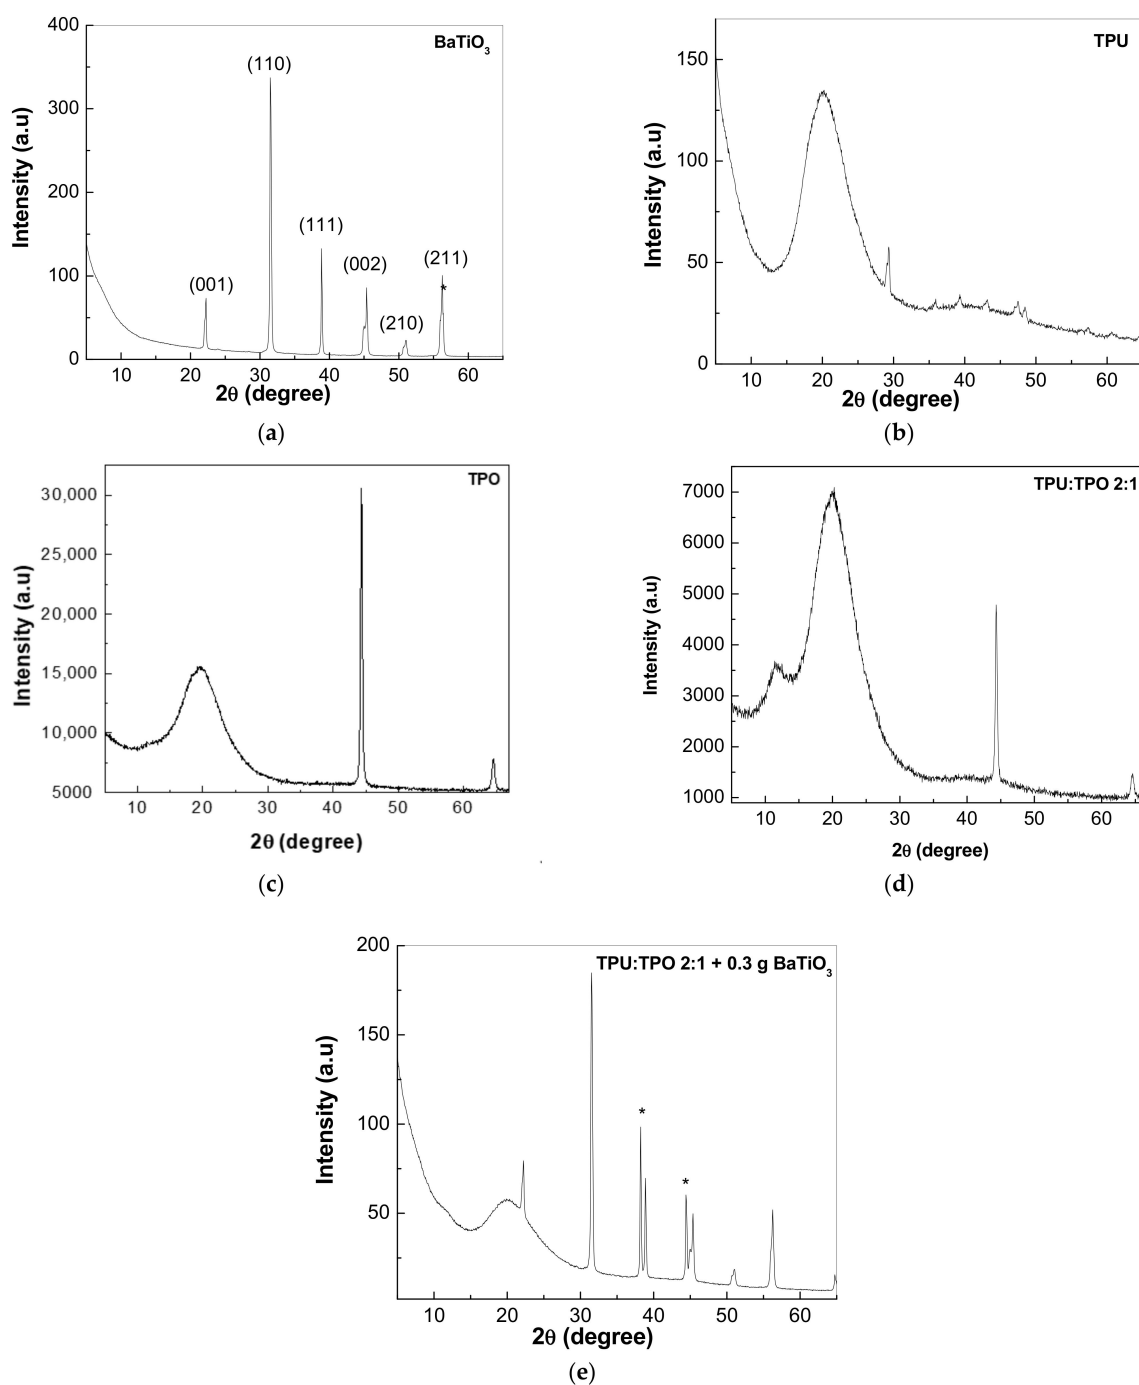 BaTiO3
400
300
200
100
0
(001)
(110)
(111)
(002)
(210)
(211)
*
10 20 30 40 50 60
Intensity (a.u)
2θ (degree)
(a)
TPU
150
100
50
0
10 20 30 40 50 60
Intensity (a.u)
2θ (degree)
(b)
TPO
30,000
25,000
20,000
15,000
10,000
5000
10 20 30 40 50 60
Intensity (a.u)
2θ (degree)
(c)
TPU:TPO 2:1
7000
6000
5000
4000
3000
2000
1000
10 20 30 40 50 60
Intensity (a.u)
2θ (degree)
(d)
TPU:TPO 2:1 + 0.3 g BaTiO3
200
150
100
50
*
*
10 20 30 40 50 60
Intensity (a.u)
2θ (degree)
(e)